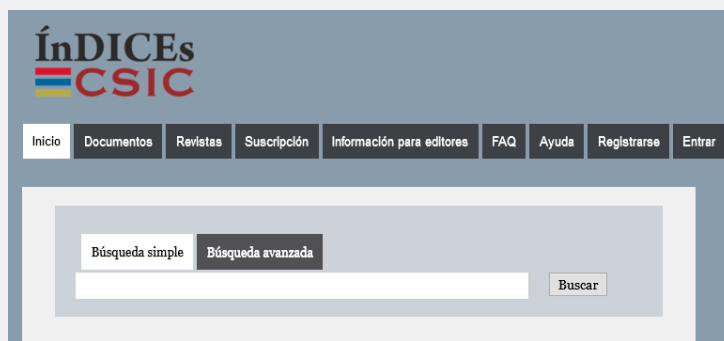 ÍnDICEs
CSIC
Inicio Documentos Revistas Suscripción Información para editores FAQ Ayuda Registrarse Entrar
Búsqueda simple Búsqueda avanzada
Buscar